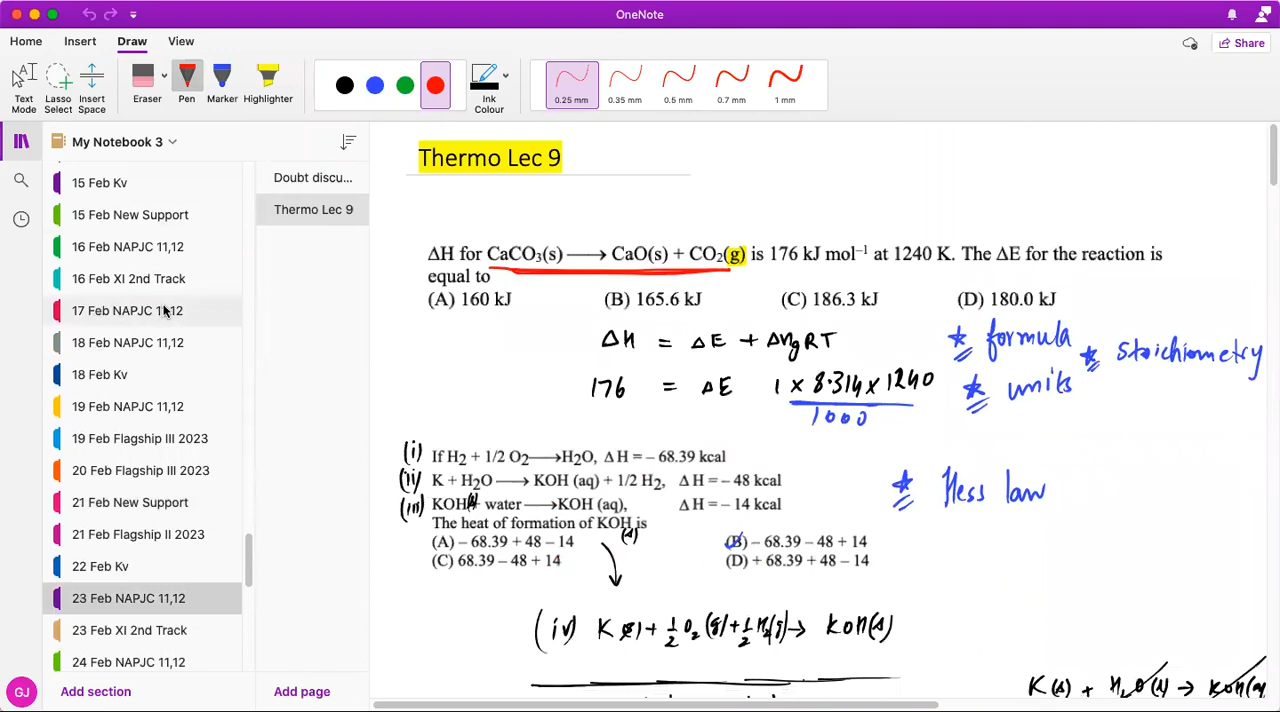 OneNote
Home Insert Draw View
Share
Text Mode
Lasso Select
Insert Space
Eraser
Pen
Marker
Highlighter
Ink Colour
0.25 mm
0.35 mm
0.5 mm
0.7 mm
1 mm
My Notebook 3
15 Feb Kv
15 Feb New Support
16 Feb NAPJC 11,12
16 Feb XI 2nd Track
17 Feb NAPJC 11,12
18 Feb NAPJC 11,12
18 Feb Kv
19 Feb NAPJC 11,12
19 Feb Flagship III 2023
20 Feb Flagship III 2023
21 Feb New Support
21 Feb Flagship II 2023
22 Feb Kv
23 Feb NAPJC 11,12
23 Feb XI 2nd Track
24 Feb NAPJC 11,12
GJ
Add section
Doubt discu...
Thermo Lec 9
Add page
Thermo Lec 9
ΔH for CaCO₃(s) ⟶ CaO(s) + CO₂(g) is 176 kJ mol⁻¹ at 1240 K. The ΔE for the reaction is
equal to
(A) 160 kJ (B) 165.6 kJ (C) 186.3 kJ (D) 180.0 kJ
ΔH = ΔE + ΔngRT
176 = ΔE 1 × 8.314 × 1240
1000
* formula
* stoichiometry
* units
(i) If H2 + 1/2 O2 ⟶ H2O, Δ H = – 68.39 kcal
(ii) K + H2O ⟶ KOH (aq) + 1/2 H2, Δ H = – 48 kcal
(iii) KOH(s) + water ⟶ KOH (aq), Δ H = – 14 kcal
The heat of formation of KOH is
(s)
(A) – 68.39 + 48 – 14 (B) – 68.39 – 48 + 14
(C) 68.39 – 48 + 14 (D) + 68.39 + 48 – 14
* Hess law
(iv) K(s) + 1/2 O2 (g) + 1/2 H2(g) → KOH(s)
K(s) + H2O(l) → KOH(aq